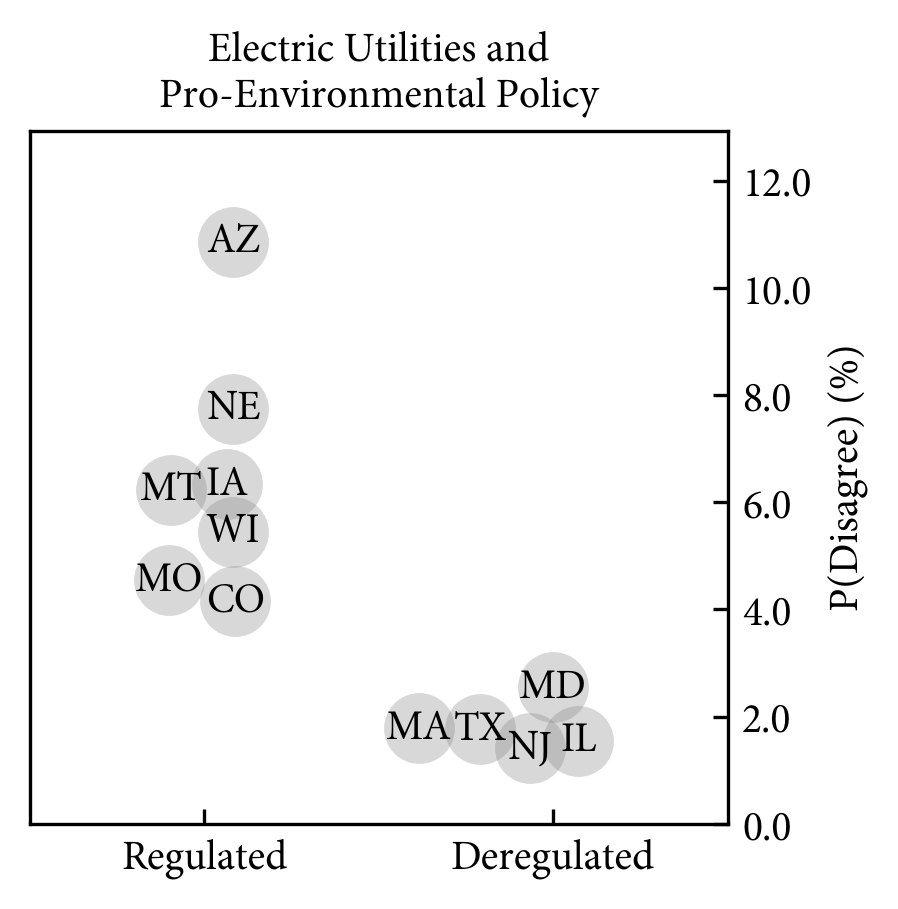 Electric Utilities and
Pro-Environmental Policy
12.0
AZ
10.0
NE
8.0
MT IA
6.0
WI
MO
CO
4.0
MD
MA TX NJ IL
2.0
0.0
P(Disagree) (%)
Regulated Deregulated